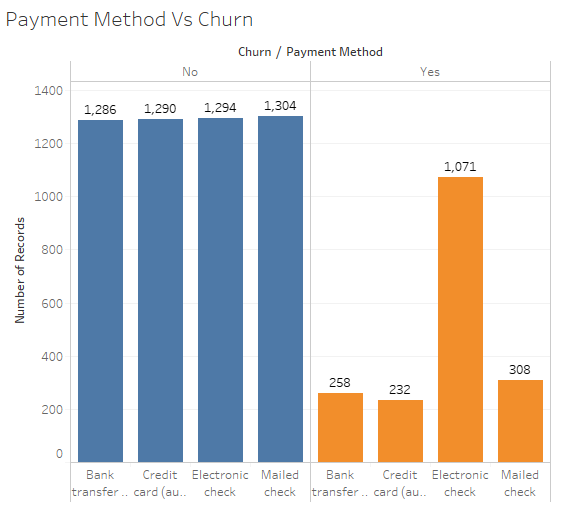 Payment Method Vs Churn
Churn / Payment Method
No
Yes
Number of Records
1400
1200
1000
800
600
400
200
0
1,286
1,290
1,294
1,304
258
232
1,071
308
Bank transfer ..
Credit card (au..
Electronic check
Mailed check
Bank transfer ..
Credit card (au..
Electronic check
Mailed check